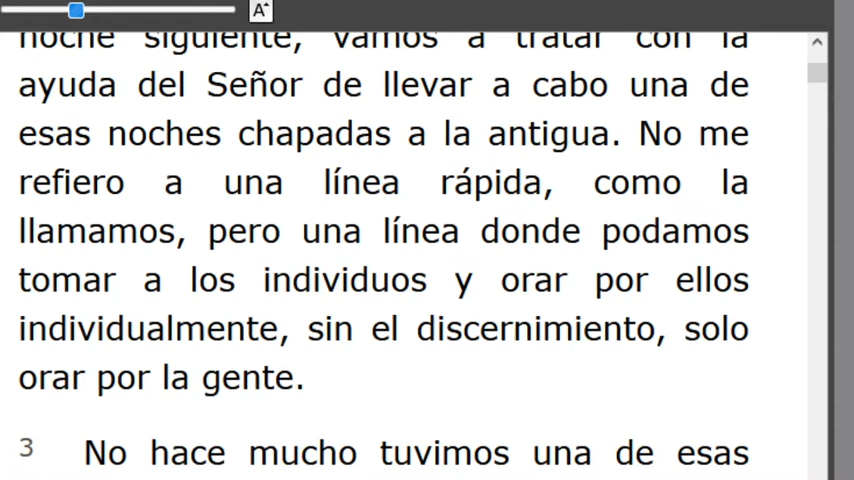 A
noche siguiente, vamos a tratar con la
ayuda del Señor de llevar a cabo una de
esas noches chapadas a la antigua. No me
refiero a una línea rápida, como la
llamamos, pero una línea donde podamos
tomar a los individuos y orar por ellos
individualmente, sin el discernimiento, solo
orar por la gente.
3 No hace mucho tuvimos una de esas